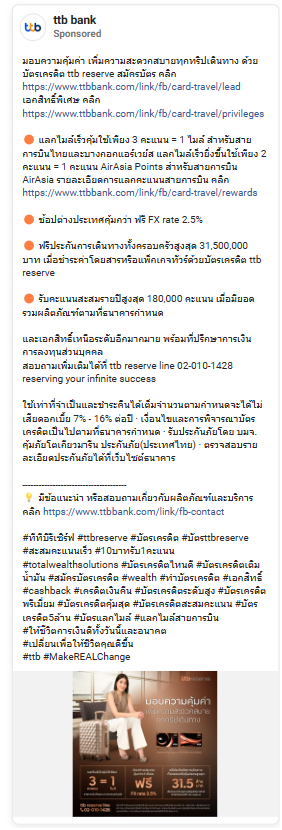 ttb bank
Sponsored
ttb
มอบความคุ้มค่า เพิ่มความสะดวกสบายทุกทริปเดินทาง ด้วย
บัตรเครดิต ttb reserve สมัครบัตร คลิก
https://www.ttbbank.com/link/fb/card-travel/lead
เอกสิทธิ์พิเศษ คลิก
https://www.ttbbank.com/link/fb/card-travel/privileges
แลกไมล์เร็วคุ้มใช้เพียง 3 คะแนน = 1 ไมล์ สำหรับสาย
การบินไทยและบางกอกแอร์เวย์ส แลกไมล์เร็วยิ่งขึ้นใช้เพียง 2
คะแนน = 1 คะแนน AirAsia Points สำหรับสายการบิน
AirAsia รายละเอียดการแลกคะแนนสายการบิน คลิก
https://www.ttbbank.com/link/fb/card-travel/rewards
ช้อปต่างประเทศคุ้มกว่า ฟรี FX rate 2.5%
ฟรีประกันการเดินทางทั้งครอบครัวสูงสุด 31,500,000
บาท เมื่อชำระค่าโดยสารหรือแพ็กเกจทัวร์ด้วยบัตรเครดิต ttb
reserve
รับคะแนนสะสมรายปีสูงสุด 180,000 คะแนน เมื่อมียอด
รวมผลิตภัณฑ์ตามที่ธนาคารกำหนด
และเอกสิทธิ์เหนือระดับอีกมากมาย พร้อมที่ปรึกษาการเงิน
การลงทุนส่วนบุคคล
สอบถามเพิ่มเติมได้ที่ ttb reserve line 02-010-1428
reserving your infinite success
ใช้เท่าที่จำเป็นและชำระคืนได้เต็มจำนวนตามกำหนดจะได้ไม่
เสียดอกเบี้ย 7% - 16% ต่อปี · เงื่อนไขและการพิจารณาบัตร
เครดิตเป็นไปตามที่ธนาคารกำหนด · รับประกันภัยโดย บมจ.
คุ้มภัยโตเกียวมารีน ประกันภัย(ประเทศไทย) · ตรวจสอบราย
ละเอียดประกันภัยได้ที่เว็บไซต์ธนาคาร
------------------------------------
มีข้อแนะนำ หรือสอบถามเกี่ยวกับผลิตภัณฑ์และบริการ
คลิก https://www.ttbbank.com/link/fb-contact
#ทีทีบีรีเซิร์ฟ #ttbreserve #บัตรเครดิต #บัตรttbreserve
#สะสมคะแนนเร็ว #10บาทรับ1คะแนน
#totalwealthsolutions #บัตรเครดิตไหนดี #บัตรเครดิตเติม
น้ำมัน #สมัครบัตรเครดิต #wealth #ทำบัตรเครดิต #เอกสิทธิ์
#cashback #เครดิตเงินคืน #บัตรเครดิตระดับสูง #บัตรเครดิต
พรีเมี่ยม #บัตรเครดิตคุ้มสุด #บัตรเครดิตสะสมคะแนน #บัตร
เครดิต5ล้าน #บัตรแลกไมล์ #แลกไมล์สายการบิน
#ให้ชีวิตการเงินดีทั้งวันนี้และอนาคต
#เปลี่ยนเพื่อให้ชีวิตคุณดีขึ้น
#ttb #MakeREALChange
มอบความคุ้มค่า
เพิ่มความสะดวกสบาย
ทุกทริปเดินทาง
3 = 1
ฟรี
FX rate 2.5%
31.5
02-010-1428